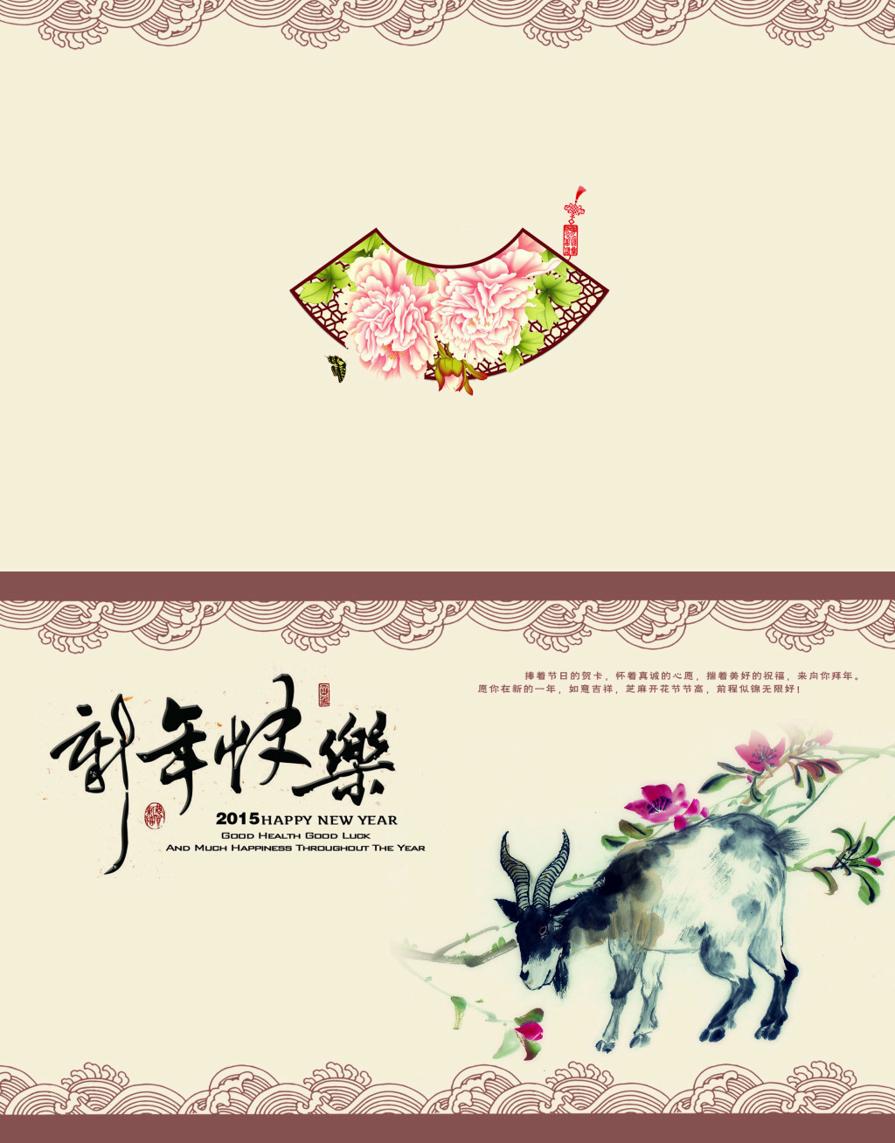 新年快樂
捧着节日的贺卡，怀着真诚的心愿，揣着美好的祝福，来向你拜年。
愿你在新的一年，如意吉祥，芝麻开花节节高，前程似锦无限好！
2015 HAPPY NEW YEAR
GOOD HEALTH GOOD LUCK
AND MUCH HAPPINESS THROUGHOUT THE YEAR